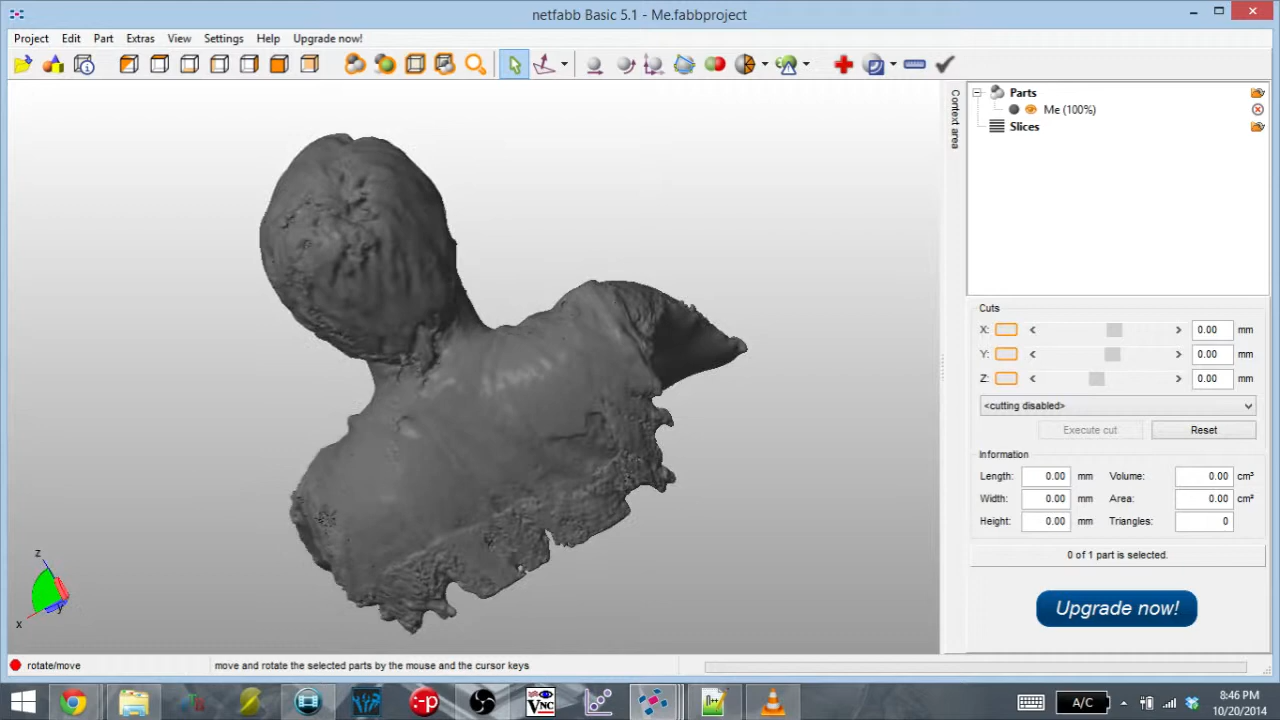 netfabb Basic 5.1 - Me.fabbproject
Project Edit Part Extras View Settings Help Upgrade now!
Context area
Parts
Me (100%)
Slices
Cuts
X: < > 0.00 mm
Y: < > 0.00 mm
Z: < > 0.00 mm
<cutting disabled>
Execute cut Reset
Information
Length: 0.00 mm Volume: 0.00 cm³
Width: 0.00 mm Area: 0.00 cm²
Height: 0.00 mm Triangles: 0
0 of 1 part is selected.
Upgrade now!
z
y
x
rotate/move move and rotate the selected parts by the mouse and the cursor keys
VNC
A/C
8:46 PM
10/20/2014